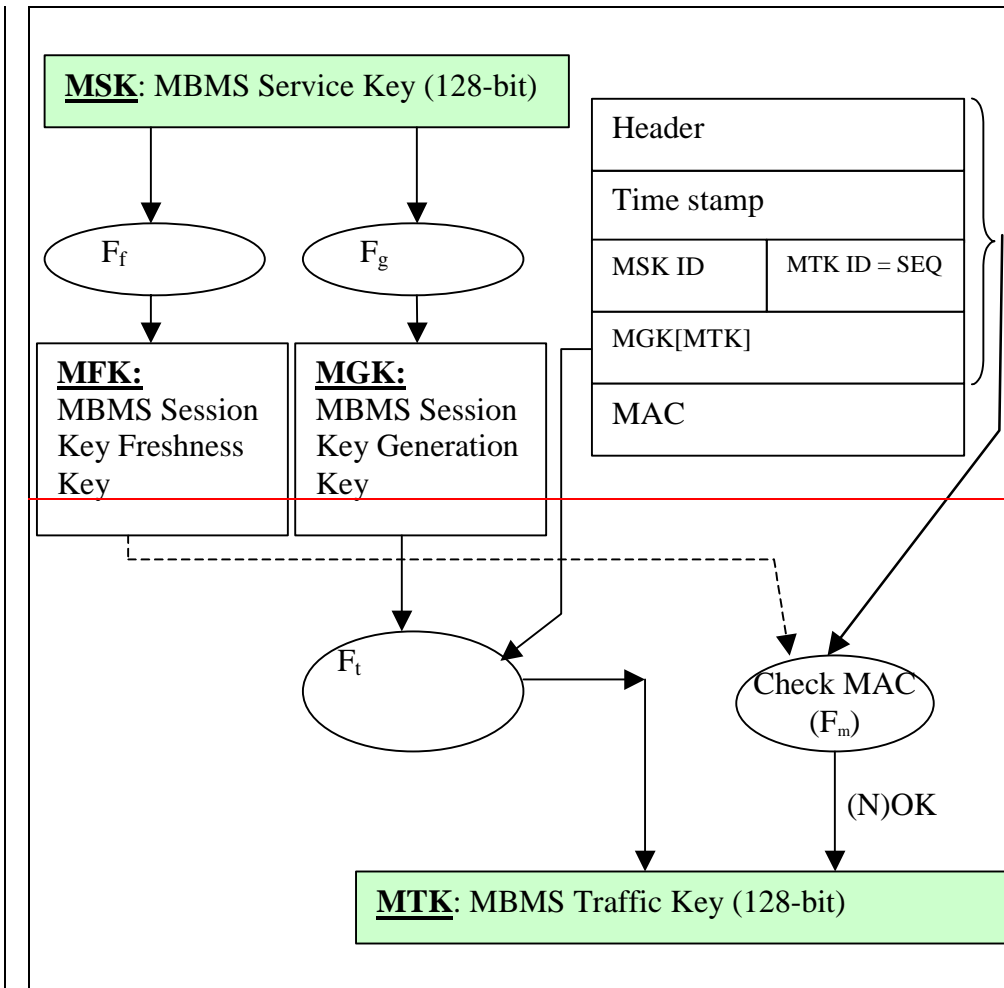 MSK: MBMS Service Key (128-bit)
Header
Time stamp
MSK ID
MTK ID = SEQ
MGK[MTK]
MAC
Ff
Fg
MFK:
MBMS Session
Key Freshness
Key
MGK:
MBMS Session
Key Generation
Key
Ft
Check MAC
(Fm)
(N)OK
MTK: MBMS Traffic Key (128-bit)